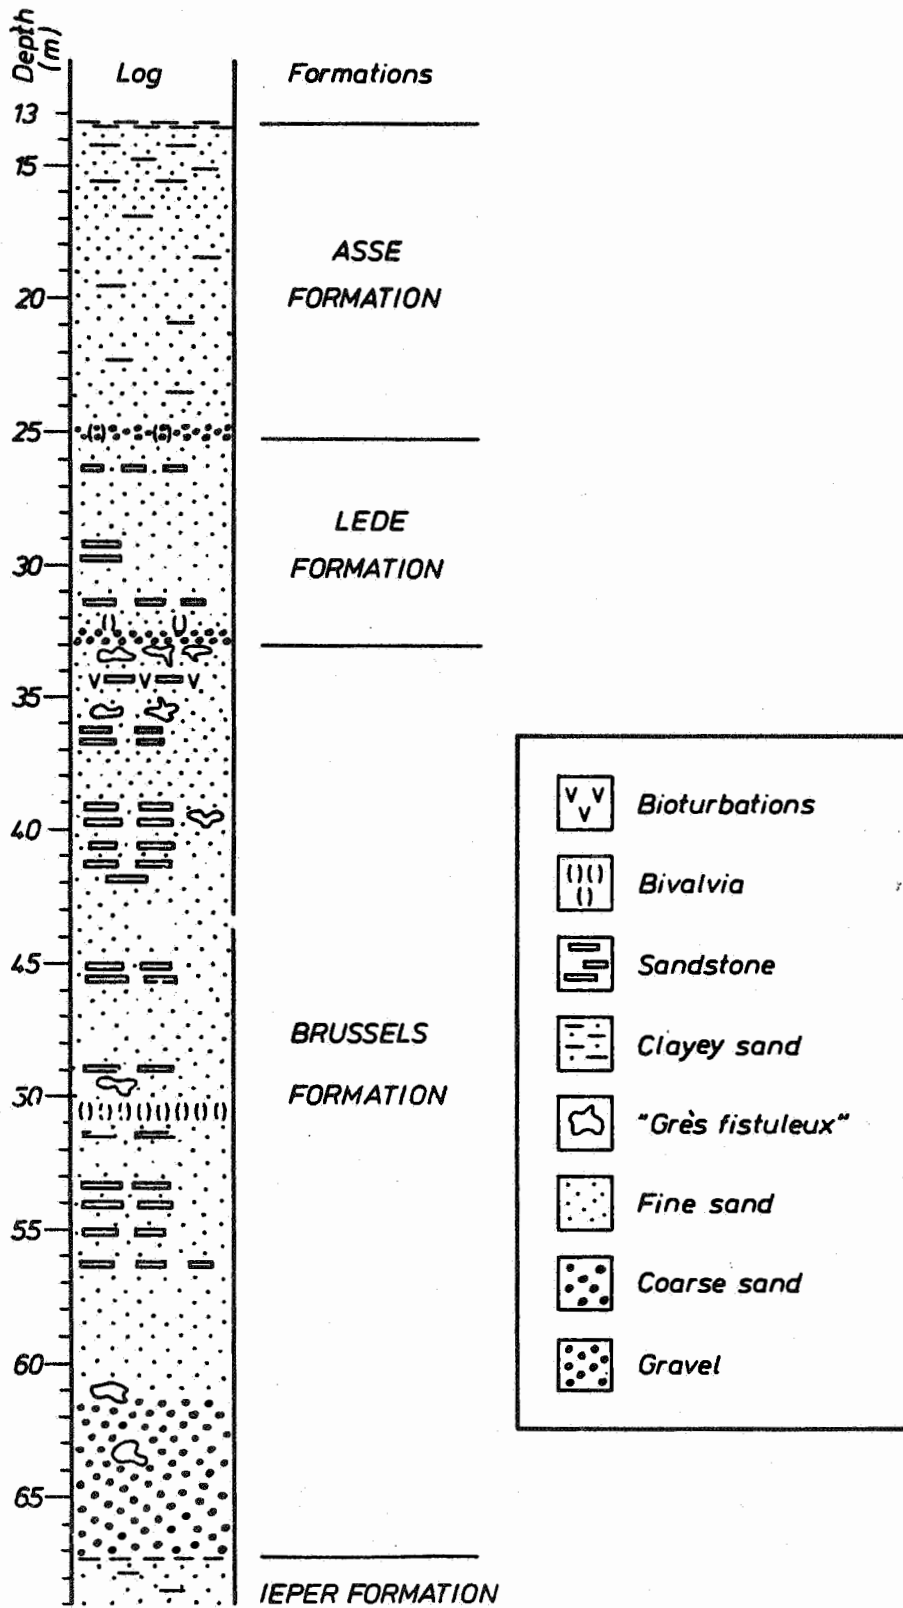 Depth (m)
Log
Formations
13
15
20
25
30
35
40
45
50
55
60
65
ASSE
FORMATION
LEDE
FORMATION
BRUSSELS
FORMATION
IEPER FORMATION
Bioturbations
Bivalvia
Sandstone
Clayey sand
"Grès fistuleux"
Fine sand
Coarse sand
Gravel